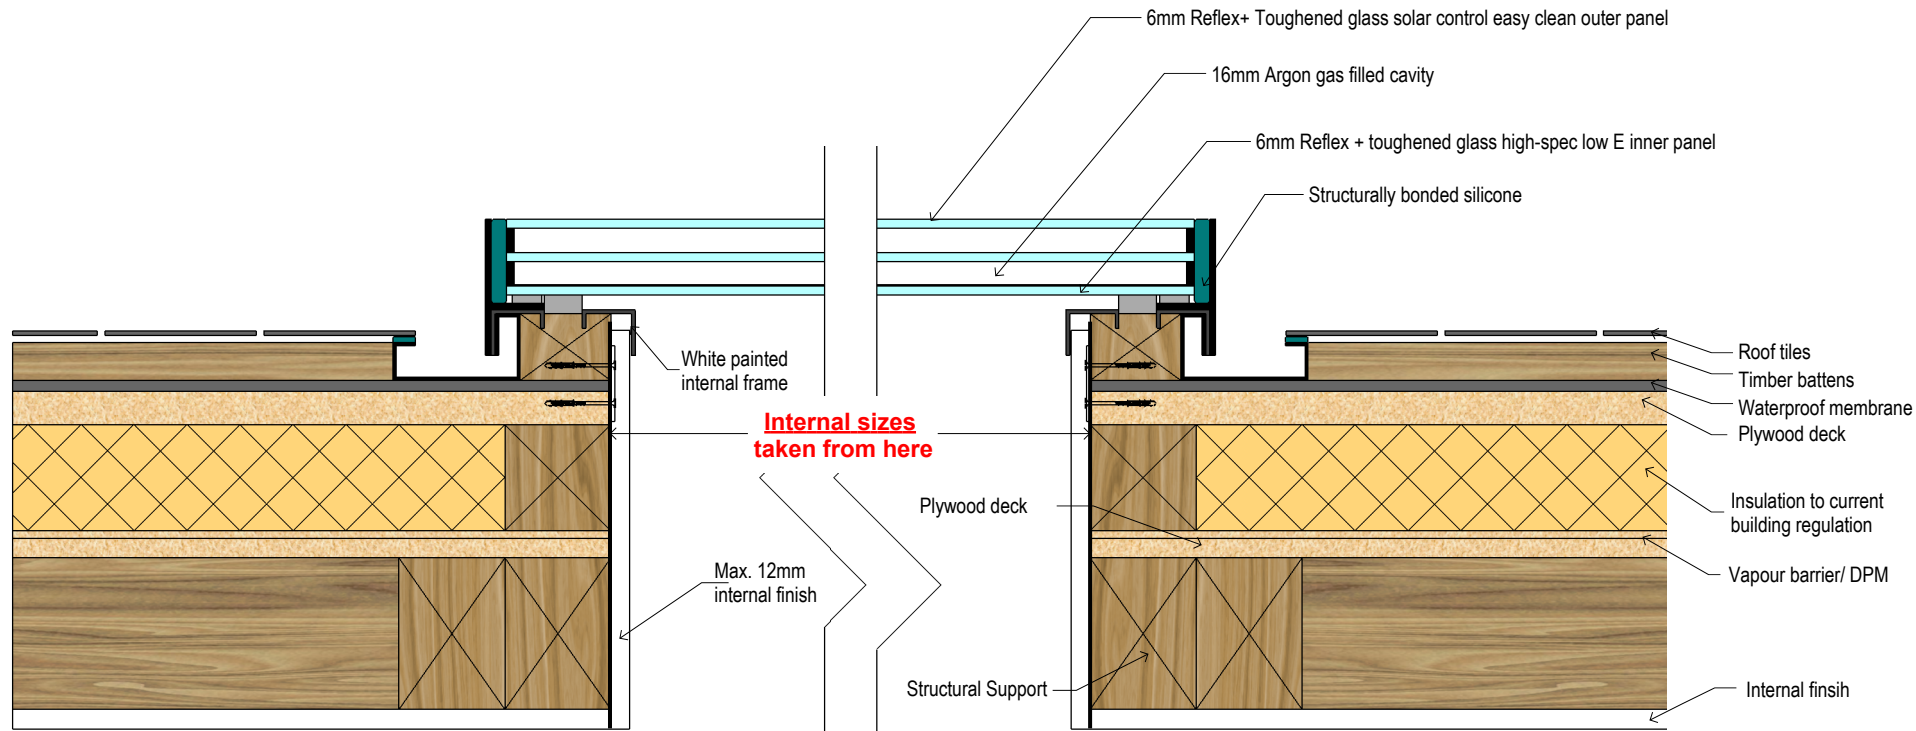 6mm Reflex+ Toughened glass solar control easy clean outer panel
16mm Argon gas filled cavity
6mm Reflex + toughened glass high-spec low E inner panel
Structurally bonded silicone
White painted
internal frame
Internal sizes
taken from here
Roof tiles
Timber battens
Waterproof membrane
Plywood deck
Plywood deck
Insulation to current
building regulation
Max. 12mm
internal finish
Vapour barrier/ DPM
Structural Support
Internal finsih